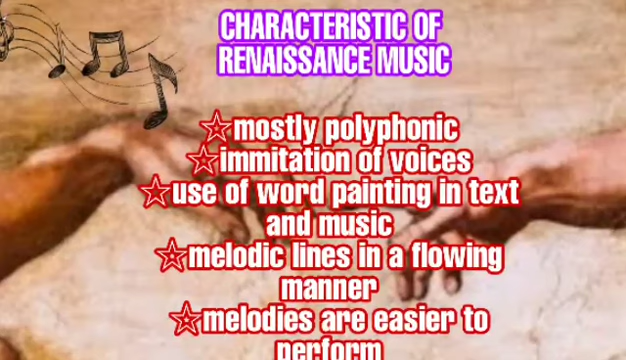 CHARACTERISTIC OF
RENAISSANCE MUSIC
☆mostly polyphonic
☆immitation of voices
☆use of word painting in text
and music
☆melodic lines in a flowing
manner
☆melodies are easier to
perform